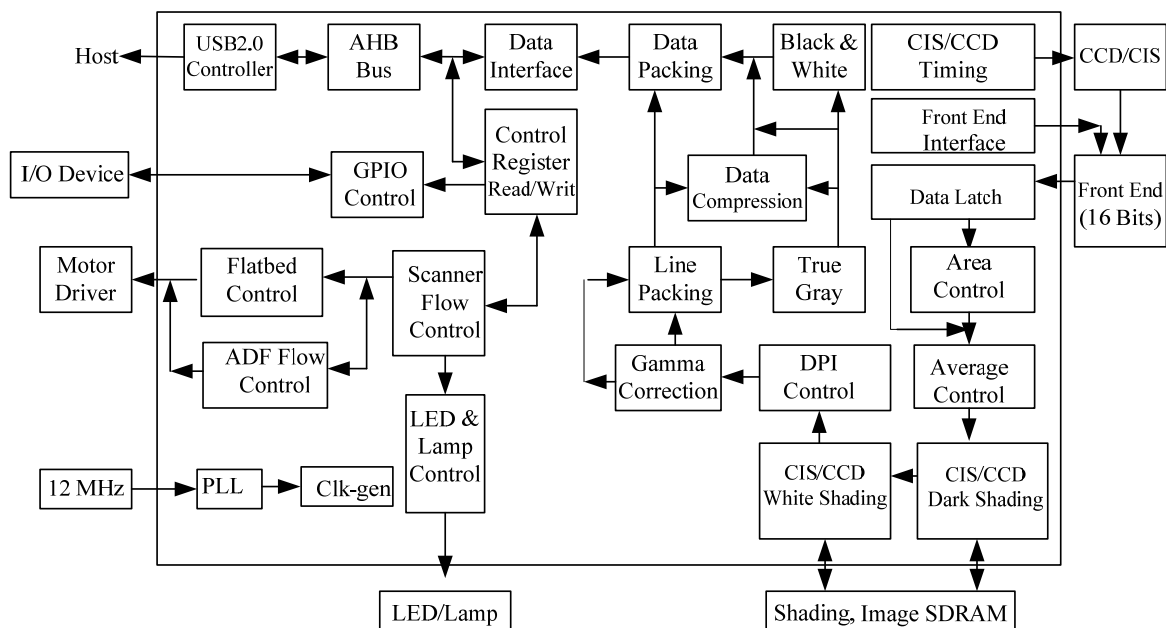 Host
USB2.0
Controller
AHB
Bus
Data
Interface
Data
Packing
Black &
White
CIS/CCD
Timing
CCD/CIS
Front End
Interface
Control
Register
Read/Writ
I/O Device
GPIO
Control
Data
Compression
Data Latch
Front End
(16 Bits)
Motor
Driver
Flatbed
Control
Scanner
Flow
Control
Line
Packing
True
Gray
Area
Control
ADF Flow
Control
Gamma
Correction
DPI
Control
Average
Control
LED &
Lamp
Control
12 MHz
PLL
Clk-gen
CIS/CCD
White Shading
CIS/CCD
Dark Shading
LED/Lamp
Shading, Image SDRAM